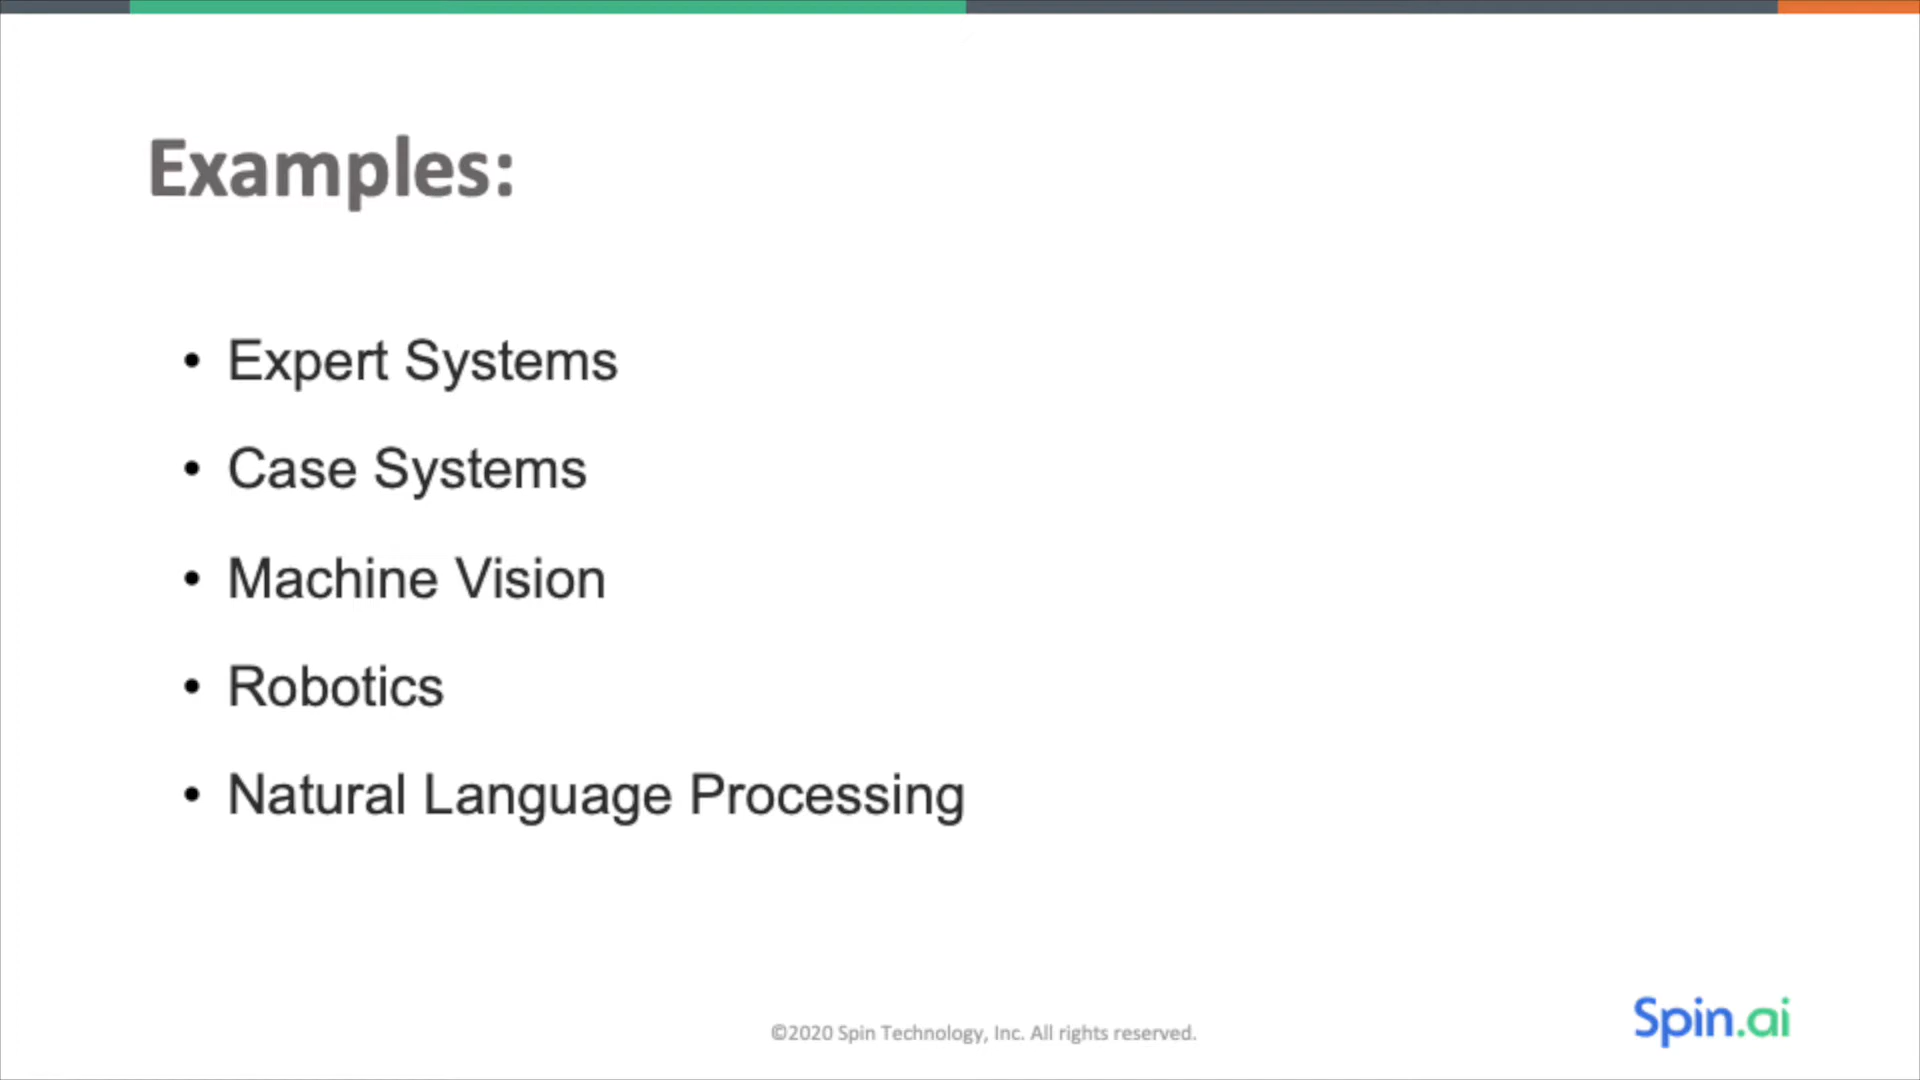 Examples:
• Expert Systems
• Case Systems
• Machine Vision
• Robotics
• Natural Language Processing
©2020 Spin Technology, Inc. All rights reserved.
Spin.ai